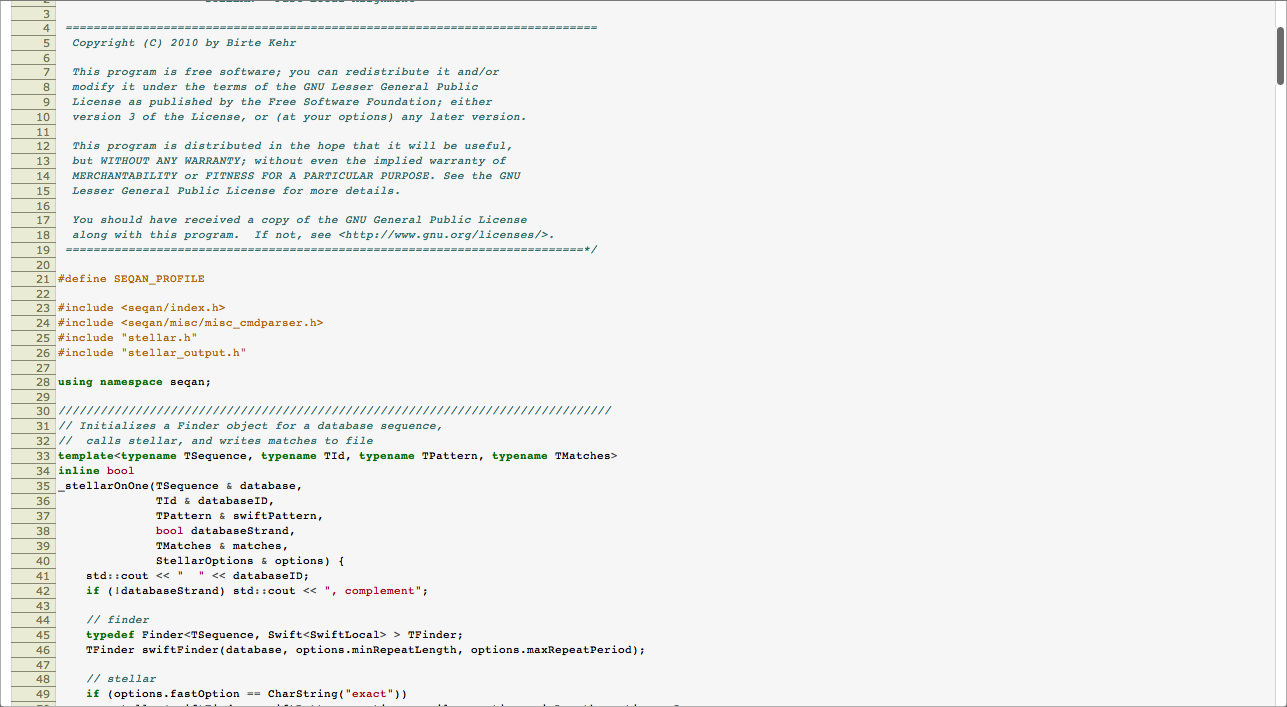 3
4 ============================================================================
5 Copyright (C) 2010 by Birte Kehr
6
7 This program is free software; you can redistribute it and/or
8 modify it under the terms of the GNU Lesser General Public
9 License as published by the Free Software Foundation; either
10 version 3 of the License, or (at your options) any later version.
11
12 This program is distributed in the hope that it will be useful,
13 but WITHOUT ANY WARRANTY; without even the implied warranty of
14 MERCHANTABILITY or FITNESS FOR A PARTICULAR PURPOSE. See the GNU
15 Lesser General Public License for more details.
16
17 You should have received a copy of the GNU General Public License
18 along with this program.  If not, see <http://www.gnu.org/licenses/>.
19 ==========================================================================*/
20
21 #define SEQAN_PROFILE
22
23 #include <seqan/index.h>
24 #include <seqan/misc/misc_cmdparser.h>
25 #include "stellar.h"
26 #include "stellar_output.h"
27
28 using namespace seqan;
29
30 ///////////////////////////////////////////////////////////////////////////////
31 // Initializes a Finder object for a database sequence,
32 //  calls stellar, and writes matches to file
33 template<typename TSequence, typename TId, typename TPattern, typename TMatches>
34 inline bool
35 _stellarOnOne(TSequence & database,
36 TId & databaseID,
37 TPattern & swiftPattern,
38 bool databaseStrand,
39 TMatches & matches,
40 StellarOptions & options) {
41 std::cout << "  " << databaseID;
42 if (!databaseStrand) std::cout << ", complement";
43
44 // finder
45 typedef Finder<TSequence, Swift<SwiftLocal> > TFinder;
46 TFinder swiftFinder(database, options.minRepeatLength, options.maxRepeatPeriod);
47
48 // stellar
49 if (options.fastOption == CharString("exact"))